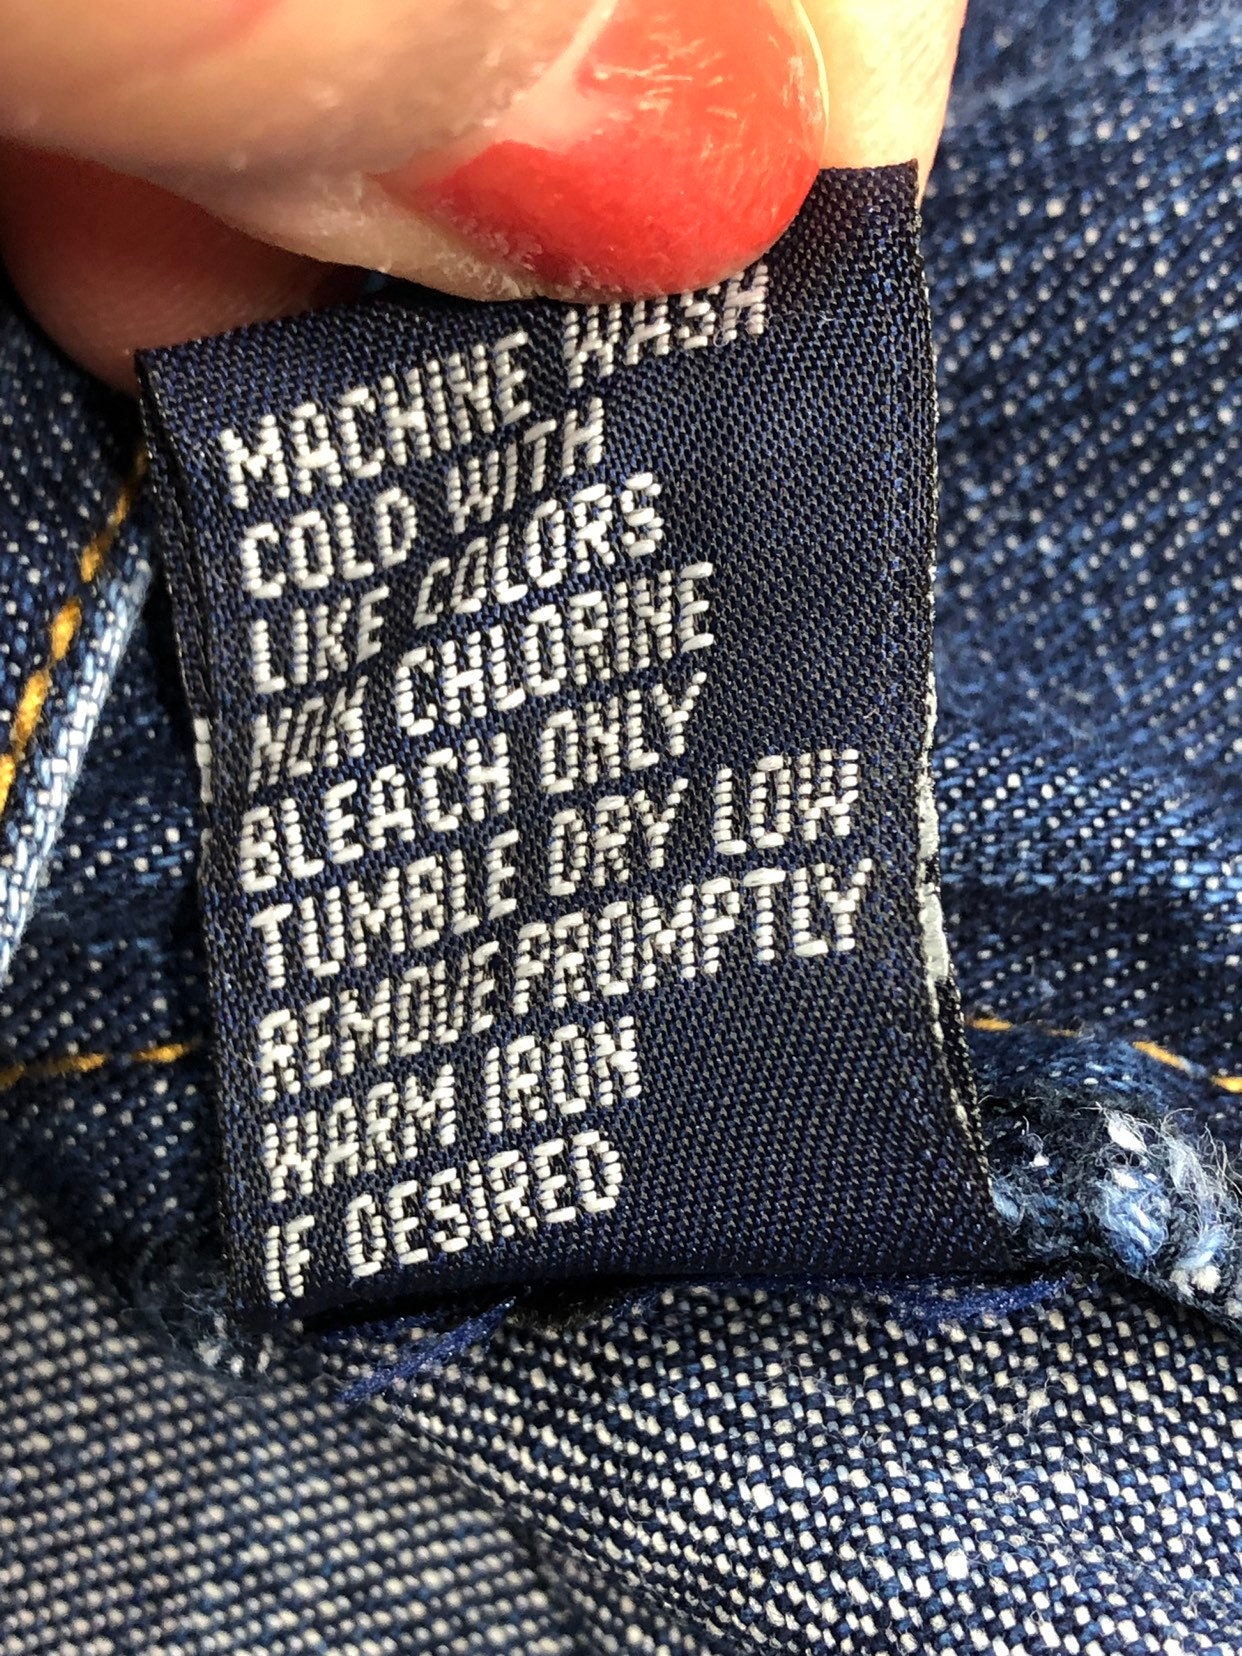 MACHINE WASH
COLD WITH
LIKE COLORS
NON CHLORINE
BLEACH ONLY
TUMBLE DRY LOW
REMOVE PROMPTLY
WARM IRON
IF DESIRED